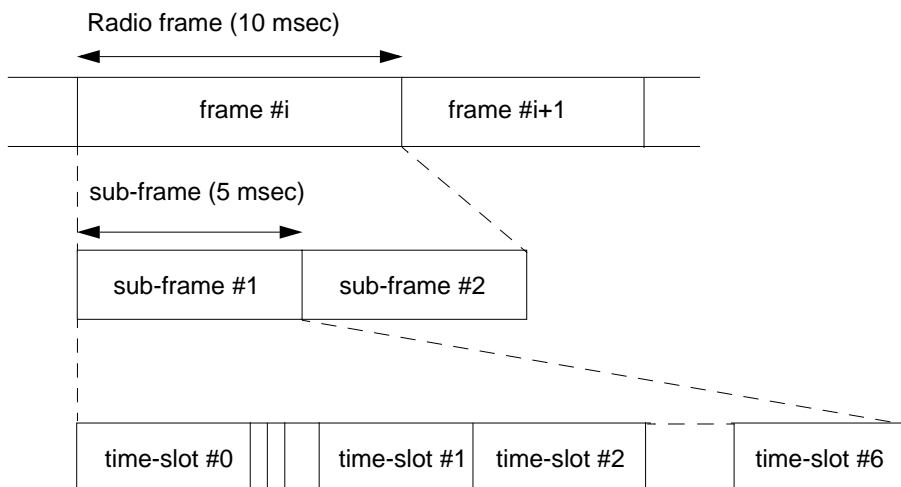 Radio frame (10 msec)
frame #i
frame #i+1
sub-frame (5 msec)
sub-frame #1
sub-frame #2
time-slot #0
time-slot #1
time-slot #2
time-slot #6